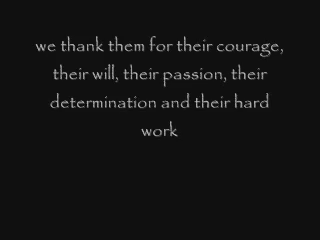 we thank them for their courage,
their will, their passion, their
determination and their hard
work